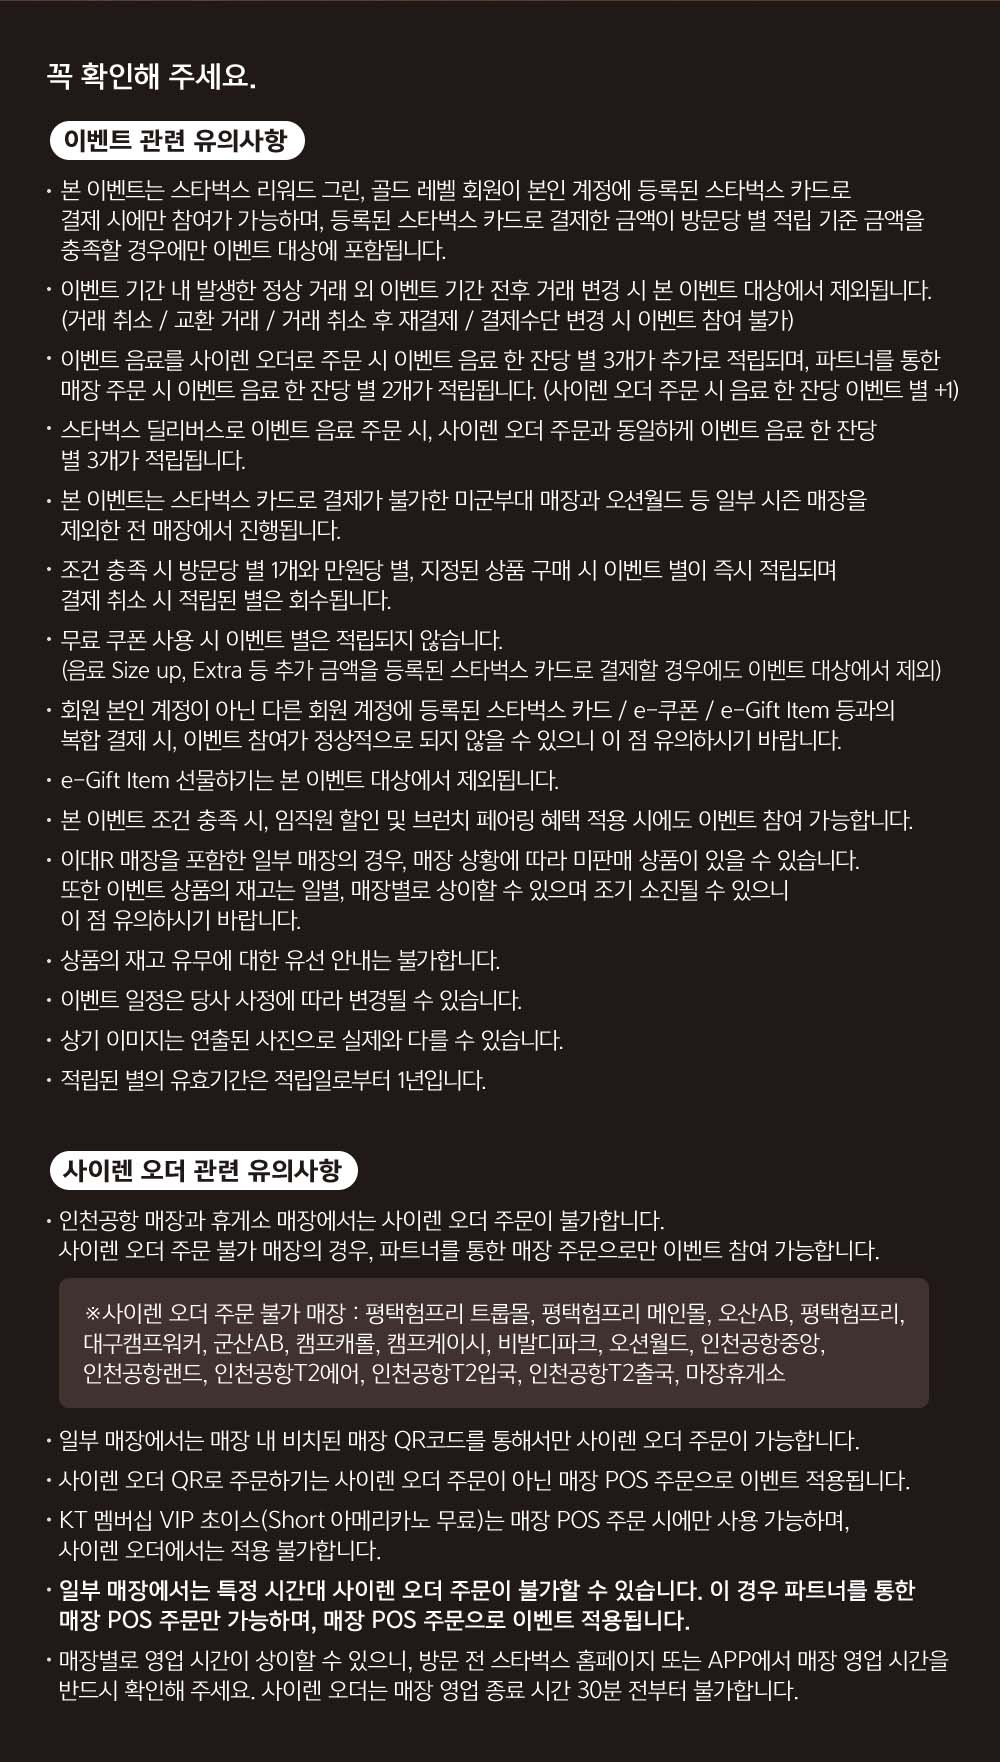 꼭 확인해 주세요.
이벤트 관련 유의사항
· 본 이벤트는 스타벅스 리워드 그린, 골드 레벨 회원이 본인 계정에 등록된 스타벅스 카드로
결제 시에만 참여가 가능하며, 등록된 스타벅스 카드로 결제한 금액이 방문당 별 적립 기준 금액을
충족할 경우에만 이벤트 대상에 포함됩니다.
· 이벤트 기간 내 발생한 정상 거래 외 이벤트 기간 전후 거래 변경 시 본 이벤트 대상에서 제외됩니다.
(거래 취소 / 교환 거래 / 거래 취소 후 재결제 / 결제수단 변경 시 이벤트 참여 불가)
· 이벤트 음료를 사이렌 오더로 주문 시 이벤트 음료 한 잔당 별 3개가 추가로 적립되며, 파트너를 통한
매장 주문 시 이벤트 음료 한 잔당 별 2개가 적립됩니다. (사이렌 오더 주문 시 음료 한 잔당 이벤트 별 +1)
· 스타벅스 딜리버스로 이벤트 음료 주문 시, 사이렌 오더 주문과 동일하게 이벤트 음료 한 잔당
별 3개가 적립됩니다.
· 본 이벤트는 스타벅스 카드로 결제가 불가한 미군부대 매장과 오션월드 등 일부 시즌 매장을
제외한 전 매장에서 진행됩니다.
· 조건 충족 시 방문당 별 1개와 만원당 별, 지정된 상품 구매 시 이벤트 별이 즉시 적립되며
결제 취소 시 적립된 별은 회수됩니다.
· 무료 쿠폰 사용 시 이벤트 별은 적립되지 않습니다.
(음료 Size up, Extra 등 추가 금액을 등록된 스타벅스 카드로 결제할 경우에도 이벤트 대상에서 제외)
· 회원 본인 계정이 아닌 다른 회원 계정에 등록된 스타벅스 카드 / e-쿠폰 / e-Gift Item 등과의
복합 결제 시, 이벤트 참여가 정상적으로 되지 않을 수 있으니 이 점 유의하시기 바랍니다.
· e-Gift Item 선물하기는 본 이벤트 대상에서 제외됩니다.
· 본 이벤트 조건 충족 시, 임직원 할인 및 브런치 페어링 혜택 적용 시에도 이벤트 참여 가능합니다.
· 이대R 매장을 포함한 일부 매장의 경우, 매장 상황에 따라 미판매 상품이 있을 수 있습니다.
또한 이벤트 상품의 재고는 일별, 매장별로 상이할 수 있으며 조기 소진될 수 있으니
이 점 유의하시기 바랍니다.
· 상품의 재고 유무에 대한 유선 안내는 불가합니다.
· 이벤트 일정은 당사 사정에 따라 변경될 수 있습니다.
· 상기 이미지는 연출된 사진으로 실제와 다를 수 있습니다.
· 적립된 별의 유효기간은 적립일로부터 1년입니다.
사이렌 오더 관련 유의사항
· 인천공항 매장과 휴게소 매장에서는 사이렌 오더 주문이 불가합니다.
사이렌 오더 주문 불가 매장의 경우, 파트너를 통한 매장 주문으로만 이벤트 참여 가능합니다.
※사이렌 오더 주문 불가 매장 : 평택험프리 트룹몰, 평택험프리 메인몰, 오산AB, 평택험프리,
대구캠프워커, 군산AB, 캠프캐롤, 캠프케이시, 비발디파크, 오션월드, 인천공항중앙,
인천공항랜드, 인천공항T2에어, 인천공항T2입국, 인천공항T2출국, 마장휴게소
· 일부 매장에서는 매장 내 비치된 매장 QR코드를 통해서만 사이렌 오더 주문이 가능합니다.
· 사이렌 오더 QR로 주문하기는 사이렌 오더 주문이 아닌 매장 POS 주문으로 이벤트 적용됩니다.
· KT 멤버십 VIP 초이스(Short 아메리카노 무료)는 매장 POS 주문 시에만 사용 가능하며,
사이렌 오더에서는 적용 불가합니다.
· 일부 매장에서는 특정 시간대 사이렌 오더 주문이 불가할 수 있습니다. 이 경우 파트너를 통한
매장 POS 주문만 가능하며, 매장 POS 주문으로 이벤트 적용됩니다.
· 매장별로 영업 시간이 상이할 수 있으니, 방문 전 스타벅스 홈페이지 또는 APP에서 매장 영업 시간을
반드시 확인해 주세요. 사이렌 오더는 매장 영업 종료 시간 30분 전부터 불가합니다.